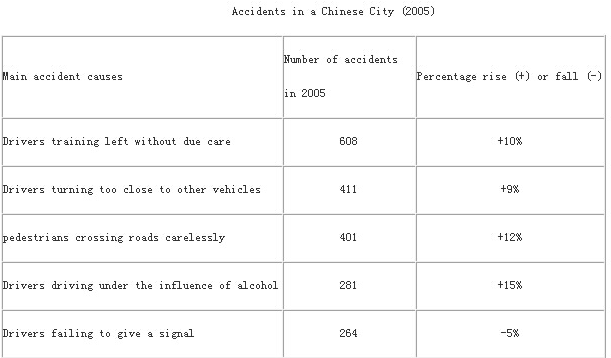 Accidents in a Chinese City (2005)
Main accident causes
Number of accidents
in 2005
Percentage rise (+) or fall (-)
Drivers training left without due care
608
+10%
Drivers turning too close to other vehicles
411
+9%
pedestrians crossing roads carelessly
401
+12%
Drivers driving under the influence of alcohol
281
+15%
Drivers failing to give a signal
264
-5%